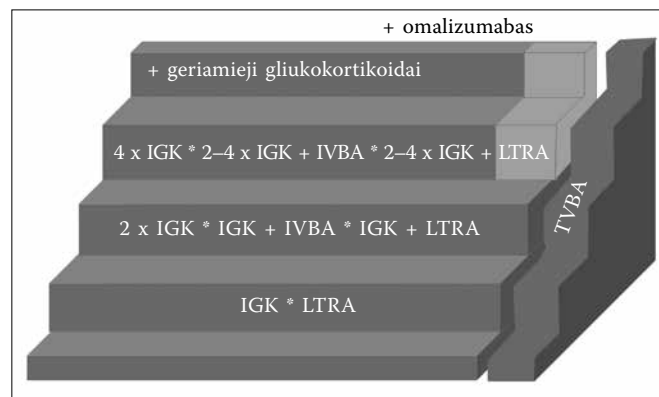 + omalizumabas
+ geriamieji gliukokortikoidai
4 x IGK * 2–4 x IGK + IVBA * 2–4 x IGK + LTRA
2 x IGK * IGK + IVBA * IGK + LTRA
IGK * LTRA
TVBA